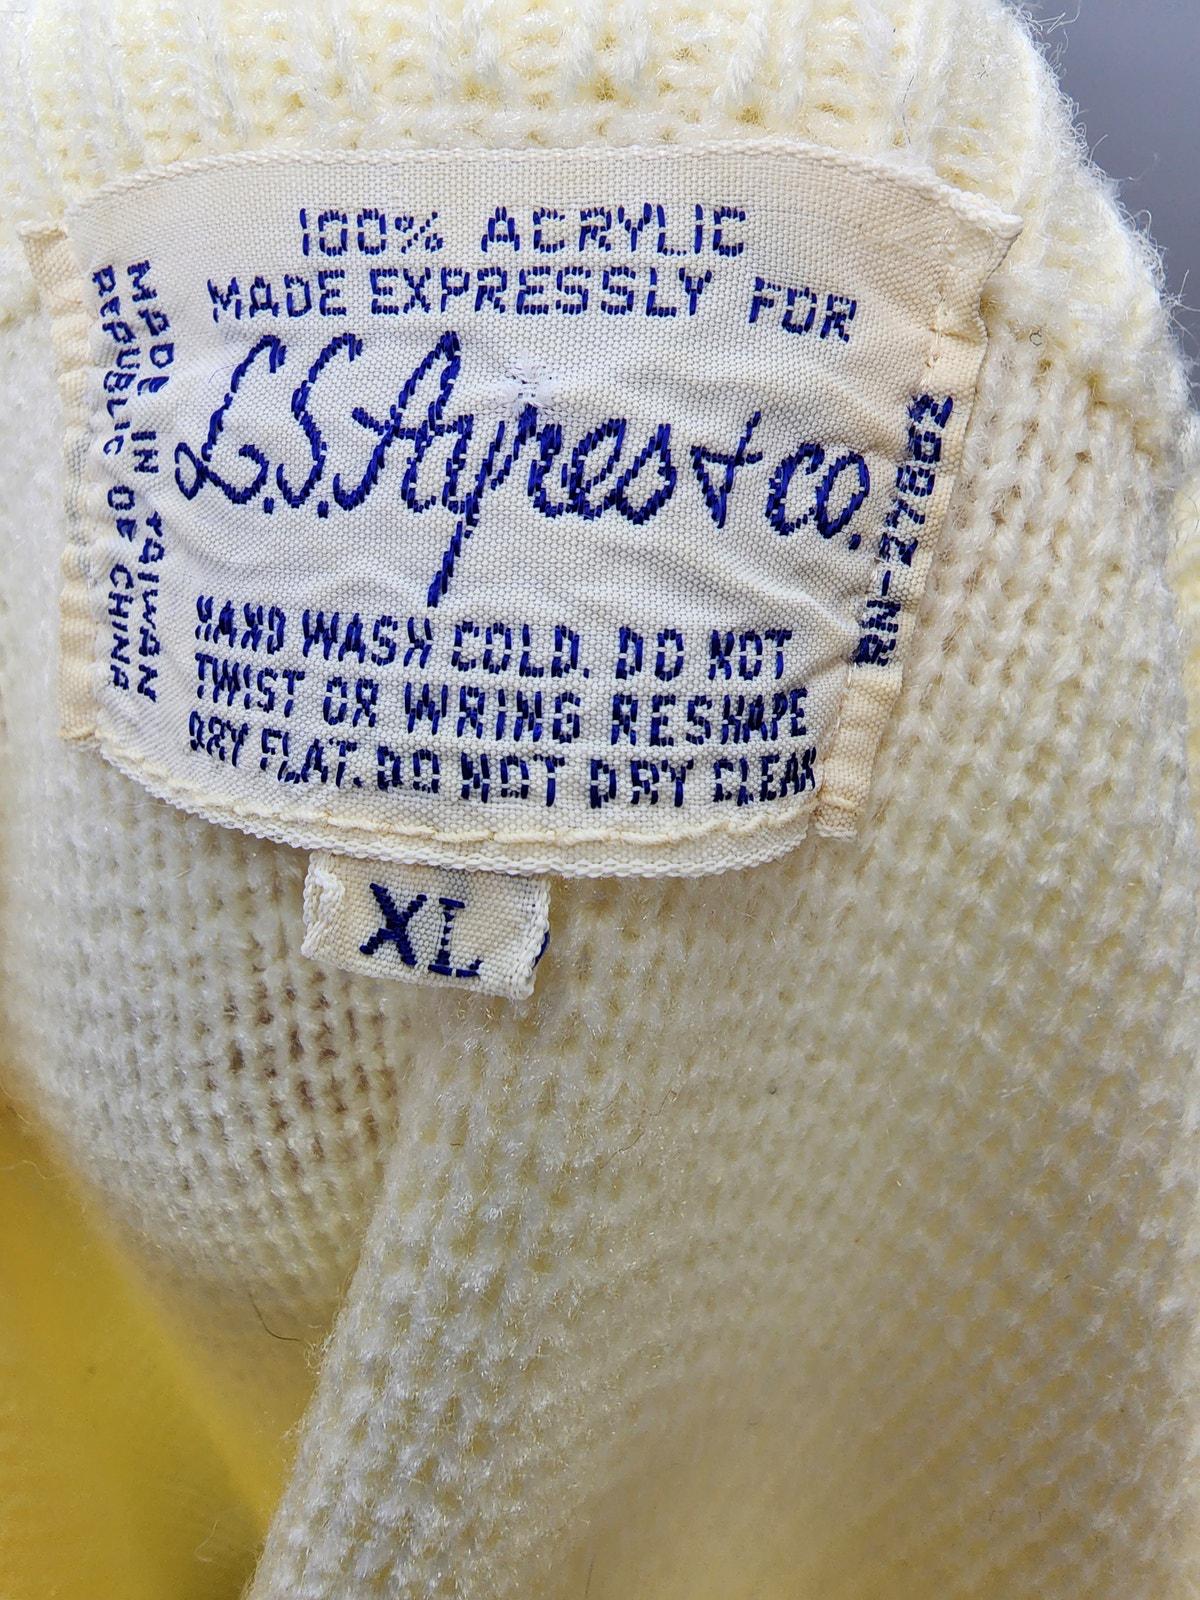 100% ACRYLIC
MADE EXPRESSLY FOR
L.S. Ayres + Co.
HAND WASH COLD. DO NOT
TWIST OR WRING RESHAPE
DRY FLAT. DO NOT DRY CLEAN
MADE IN TAIWAN
REPUBLIC OF CHINA
RN-27862
XL